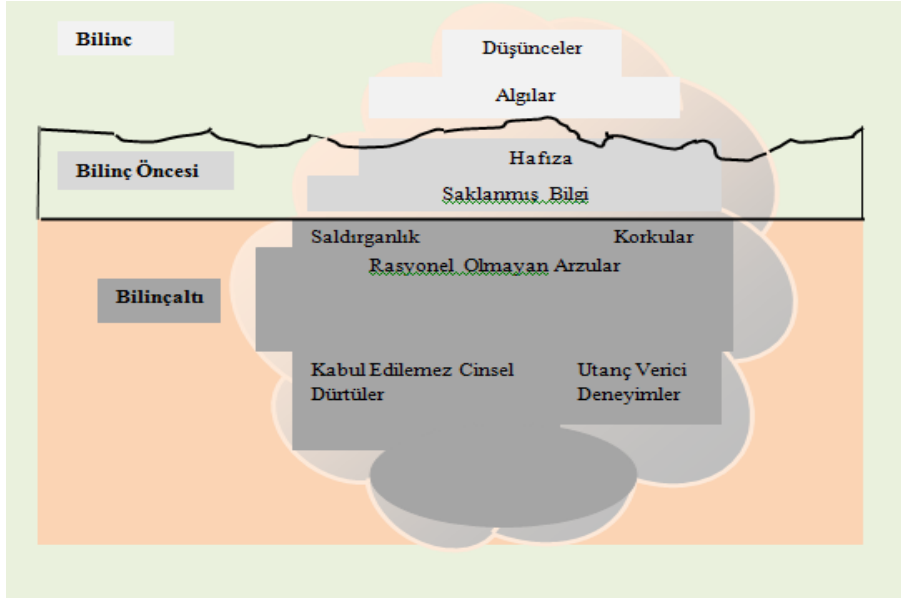 Bilinç
Düşünceler
Algılar
Bilinç Öncesi
Hafıza
Saklanmış Bilgi
Saldırganlık Korkular
Rasyonel Olmayan Arzular
Bilinçaltı
Kabul Edilemez Cinsel
Dürtüler
Utanç Verici
Deneyimler